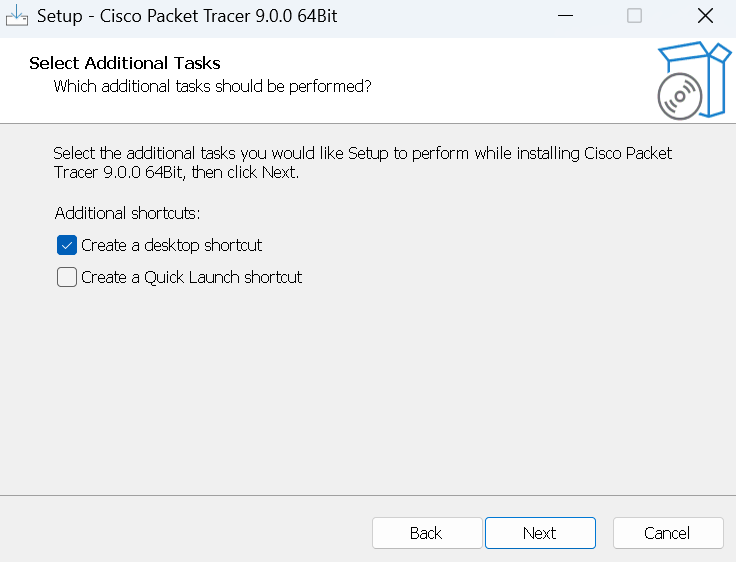 Setup - Cisco Packet Tracer 9.0.0 64Bit
Select Additional Tasks
Which additional tasks should be performed?
Select the additional tasks you would like Setup to perform while installing Cisco Packet
Tracer 9.0.0 64Bit, then click Next.
Additional shortcuts:
Create a desktop shortcut
Create a Quick Launch shortcut
Back
Next
Cancel